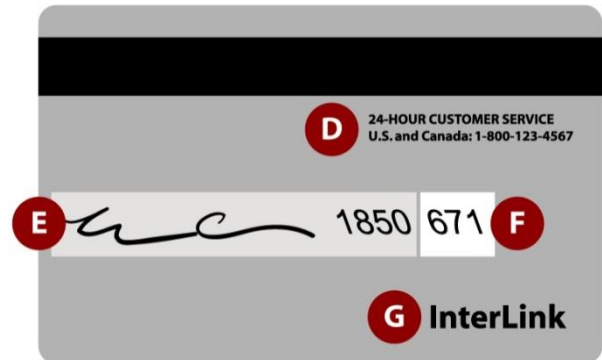 D
24-HOUR CUSTOMER SERVICE
U.S. and Canada: 1-800-123-4567
E 1850 671 F
G InterLink